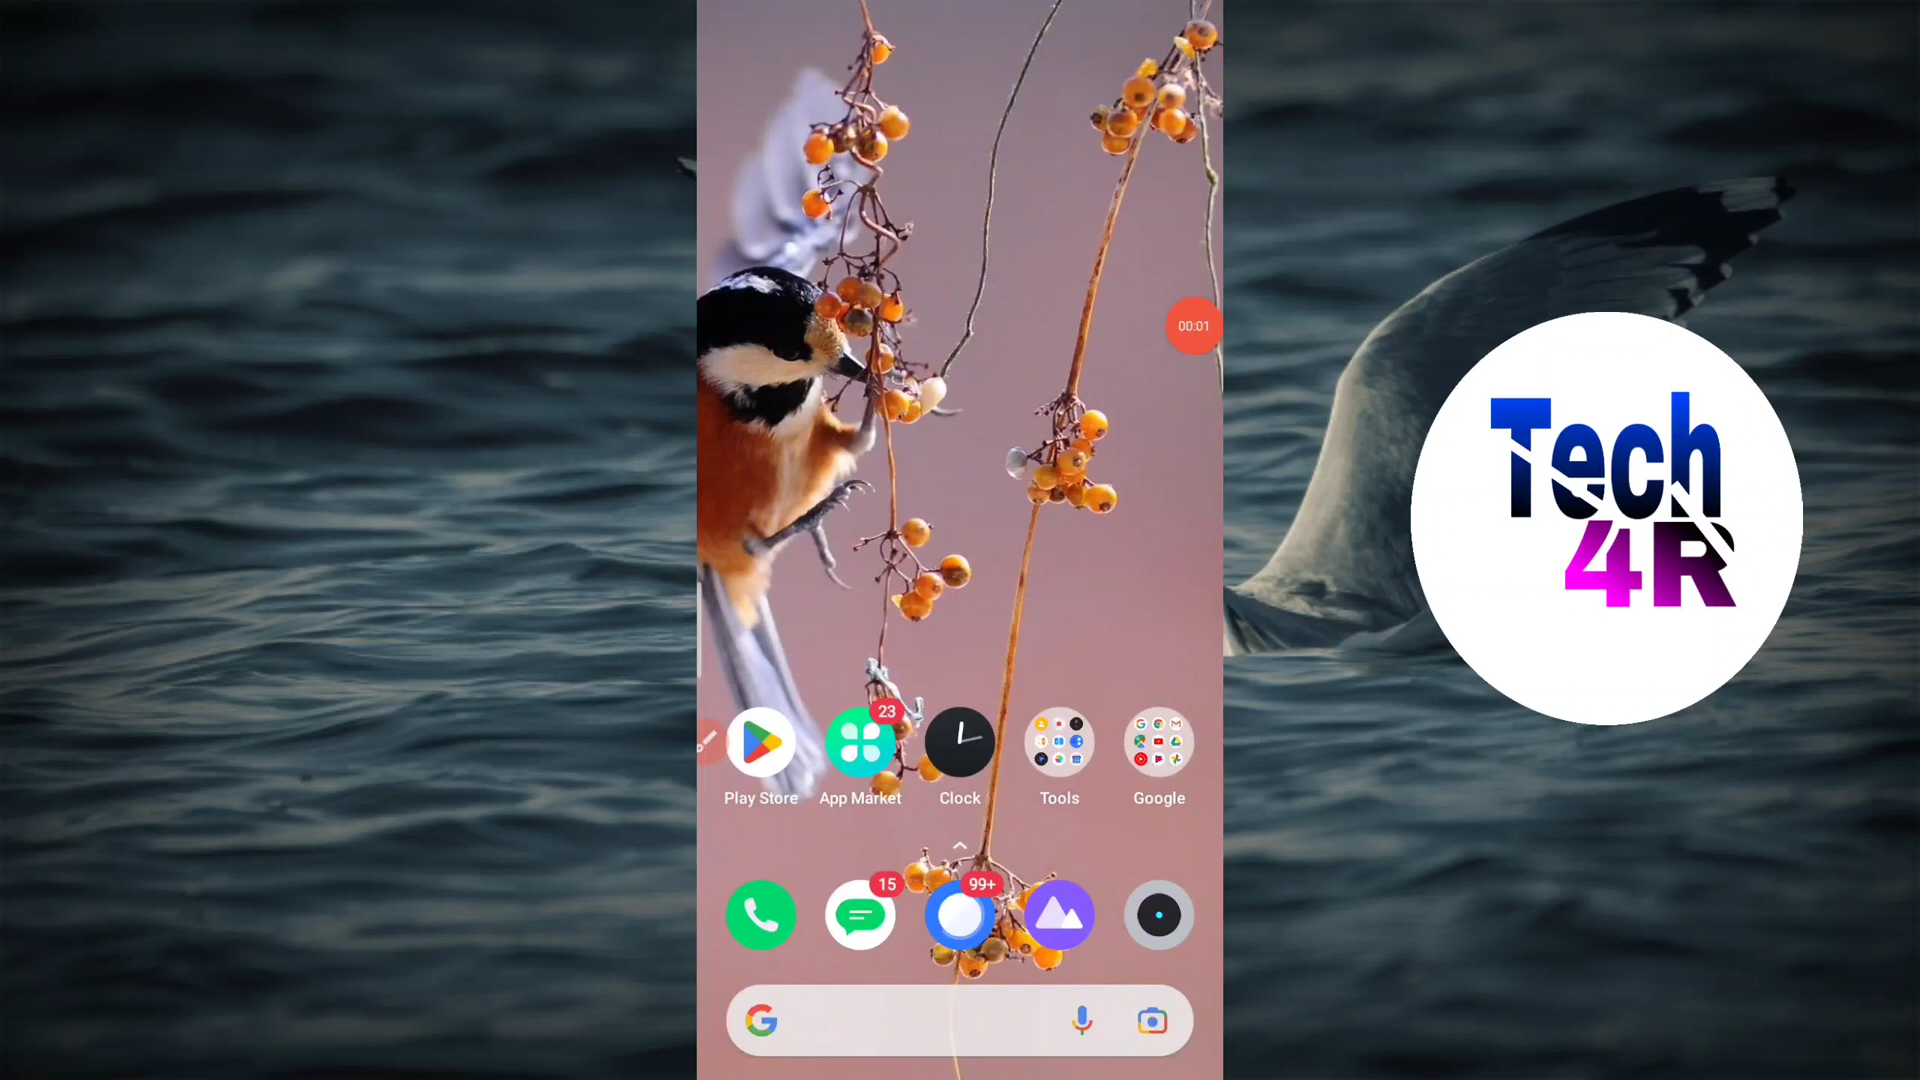 00:01
Tech
4R
23
Play Store
App Market
Clock
Tools
Google
15
99+